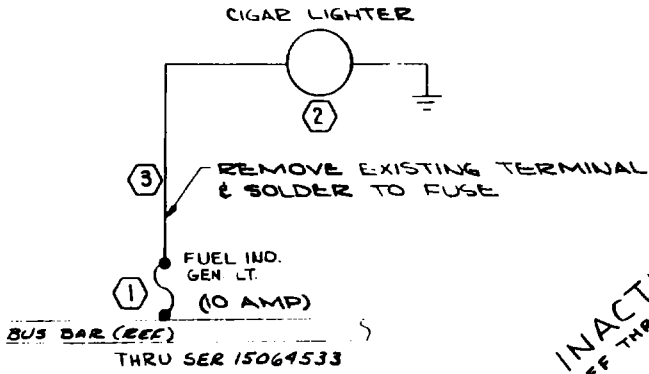 CIGAR LIGHTER
2
3
REMOVE EXISTING TERMINAL
& SOLDER TO FUSE
FUEL IND.
GEN LT.
1
(10 AMP)
BUS BAR (REF)
THRU SER 15064533